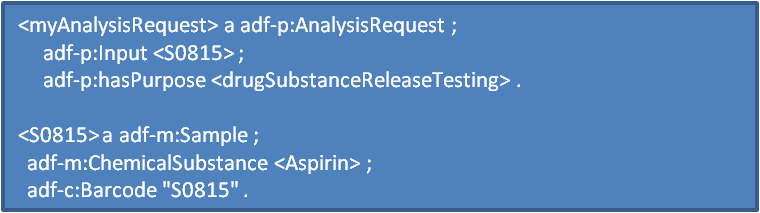 <myAnalysisRequest> a adf-p:AnalysisRequest ;
adf-p:Input <S0815> ;
adf-p:hasPurpose <drugSubstanceReleaseTesting> .
<S0815> a adf-m:Sample ;
adf-m:ChemicalSubstance <Aspirin> ;
adf-c:Barcode "S0815" .